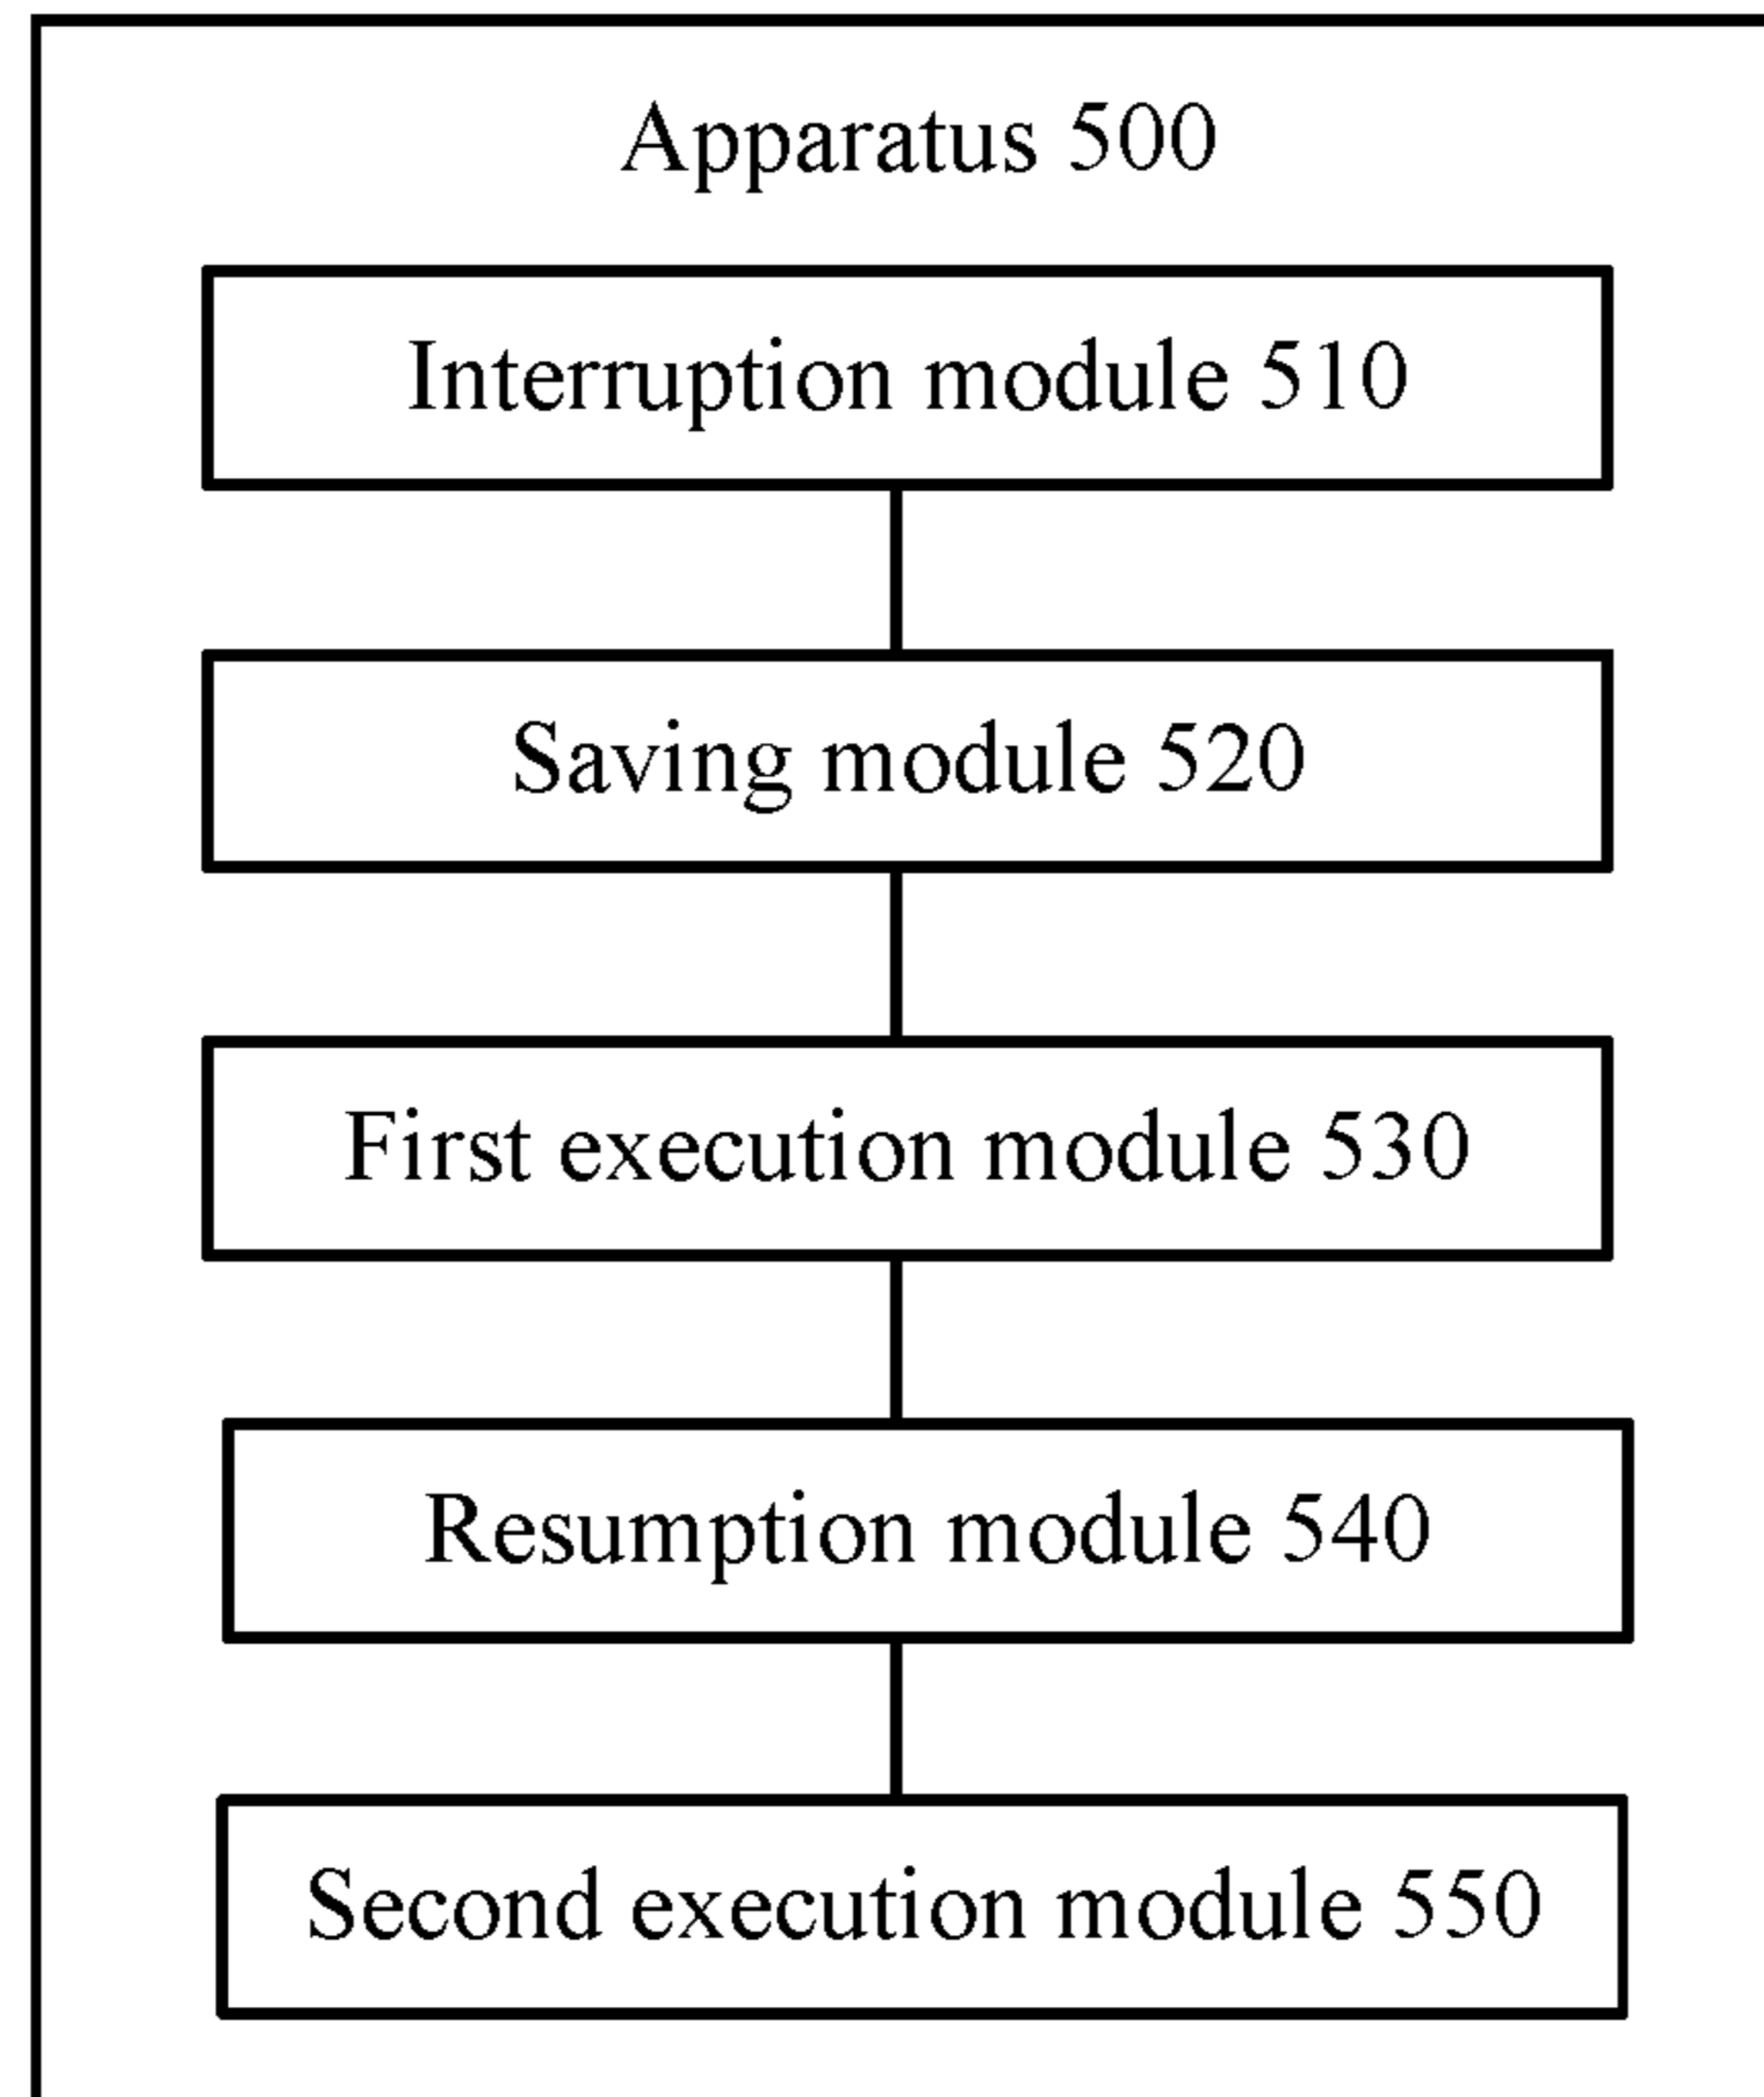 Apparatus 500
Interruption module 510
Saving module 520
First execution module 530
Resumption module 540
Second execution module 550